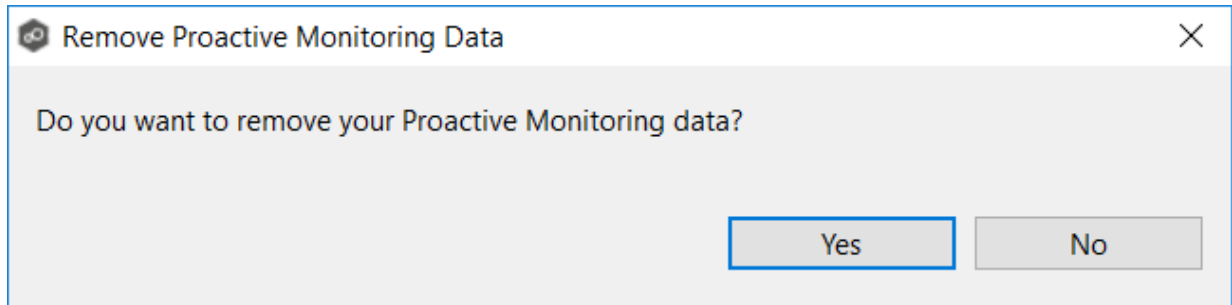 Remove Proactive Monitoring Data
Do you want to remove your Proactive Monitoring data?
Yes
No